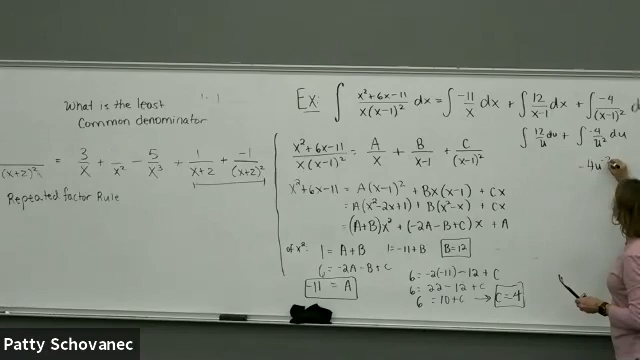 What is the least
Common denominator
/(x+2)² = 3/x + /x² - 5/x³ + 1/(x+2) + -1/(x+2)²
Repeated factor Rule
Ex: ∫ (x²+6x-11)/(x(x-1)²) dx = ∫ -11/x dx + ∫ 12/(x-1) dx + ∫ -4/(x-1)² d
∫ 12/u du + ∫ -4/u² du
-4u⁻²
(x²+6x-11)/(x(x-1)²) = A/x + B/(x-1) + C/(x-1)²
x²+6x-11 = A(x-1)² + Bx(x-1) + Cx
= A(x²-2x+1) + B(x²-x) + Cx
= (A+B)x² + (-2A-B+C)x + A
of x²: 1 = A+B 1=-11+B B=12
6 = -2A-B+C
-11 = A
6 = -2(-11)-12+C
6 = 22-12+C
6 = 10+C → C=-4
Patty Schovanec